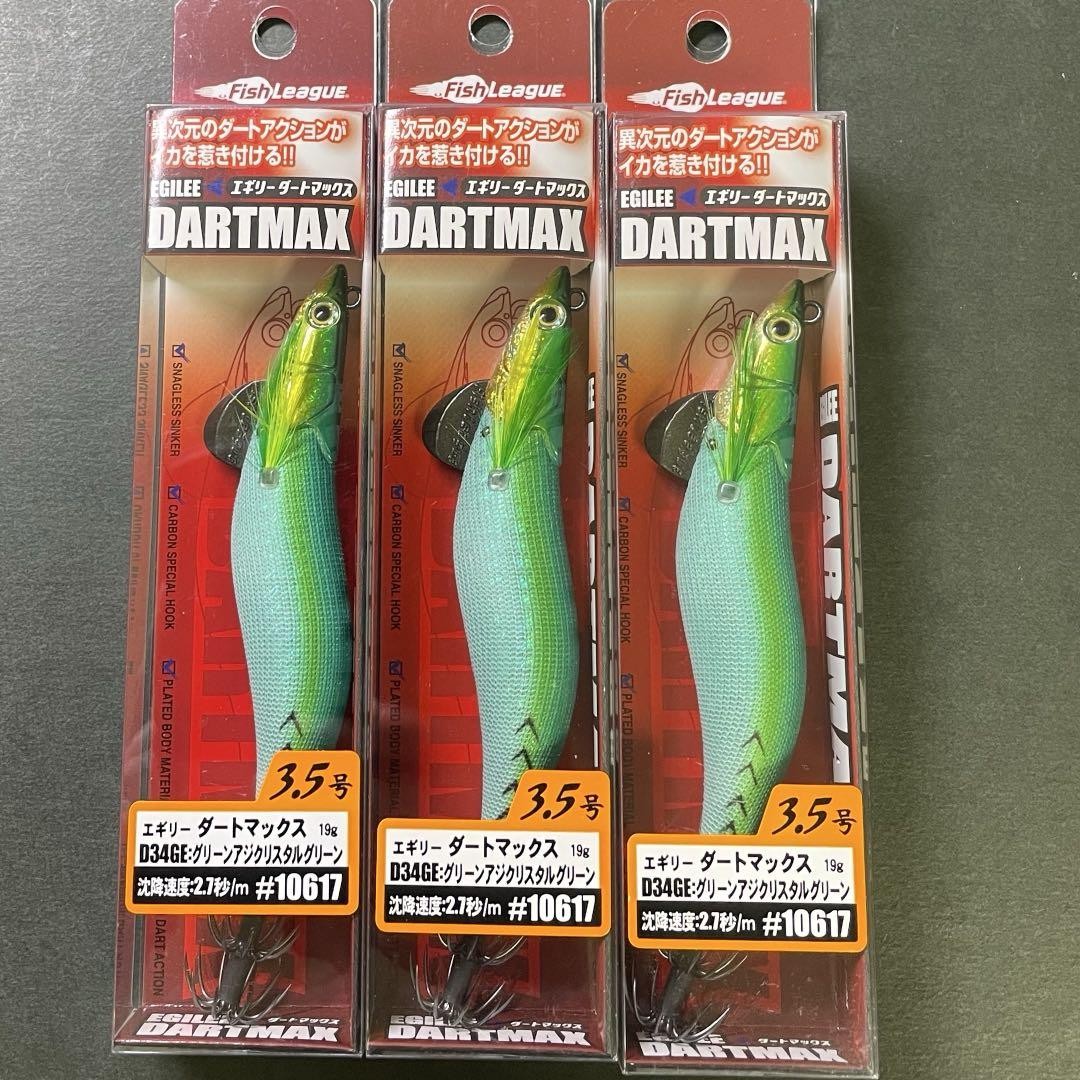 FishLeague
異次元のダートアクションが
イカを惹き付ける!!
EGILEE エギリーダートマックス
DARTMAX
SNAGLESS SINKER
CARBON SPECIAL HOOK
PLATED BODY MATERIAL
3.5号
エギリー ダートマックス 19g
D34GE:グリーンアジクリスタルグリーン
沈降速度:2.7秒/m #10617
DART ACTION
EGILEE ダートマックス
DARTMAX
FishLeague
異次元のダートアクションが
イカを惹き付ける!!
EGILEE エギリーダートマックス
DARTMAX
SNAGLESS SINKER
CARBON SPECIAL HOOK
PLATED BODY MATERIAL
3.5号
エギリー ダートマックス 19g
D34GE:グリーンアジクリスタルグリーン
沈降速度:2.7秒/m #10617
EGILEE ダートマックス
DARTMAX
FishLeague
異次元のダートアクションが
イカを惹き付ける!!
EGILEE エギリーダートマックス
DARTMAX
SNAGLESS SINKER
CARBON SPECIAL HOOK
PLATED BODY MATERIAL
3.5号
エギリー ダートマックス 19g
D34GE:グリーンアジクリスタルグリーン
沈降速度:2.7秒/m #10617
EGILEE ダートマックス
DARTMAX